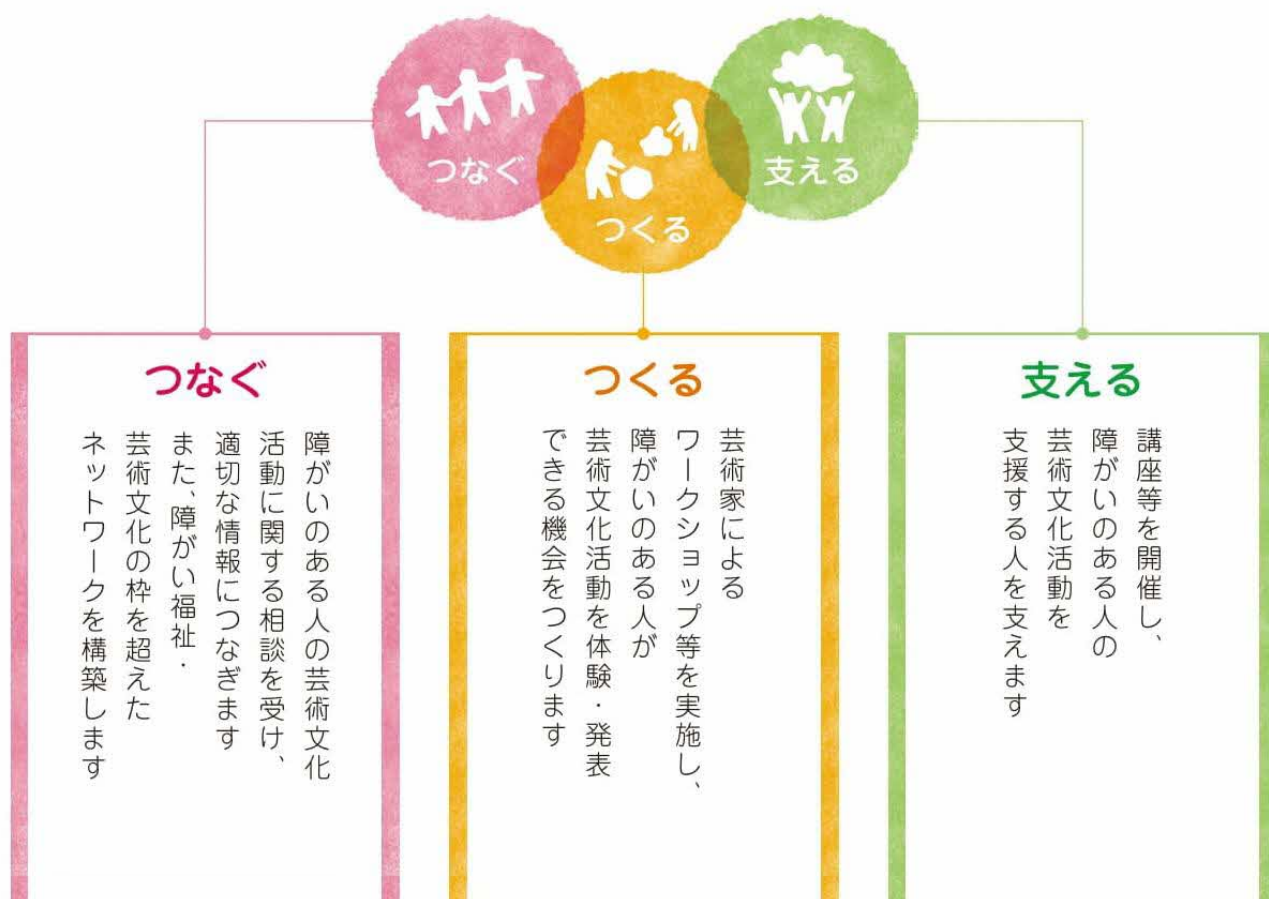 つなぐ
つくる
支える
つなぐ
障がいのある人の芸術文化
活動に関する相談を受け、
適切な情報につなぎます
また、障がい福祉・
芸術文化の枠を超えた
ネットワークを構築します
つくる
芸術家による
ワークショップ等を実施し、
障がいのある人が
芸術文化活動を体験・発表
できる機会をつくります
支える
講座等を開催し、
障がいのある人の
芸術文化活動を
支援する人を支えます